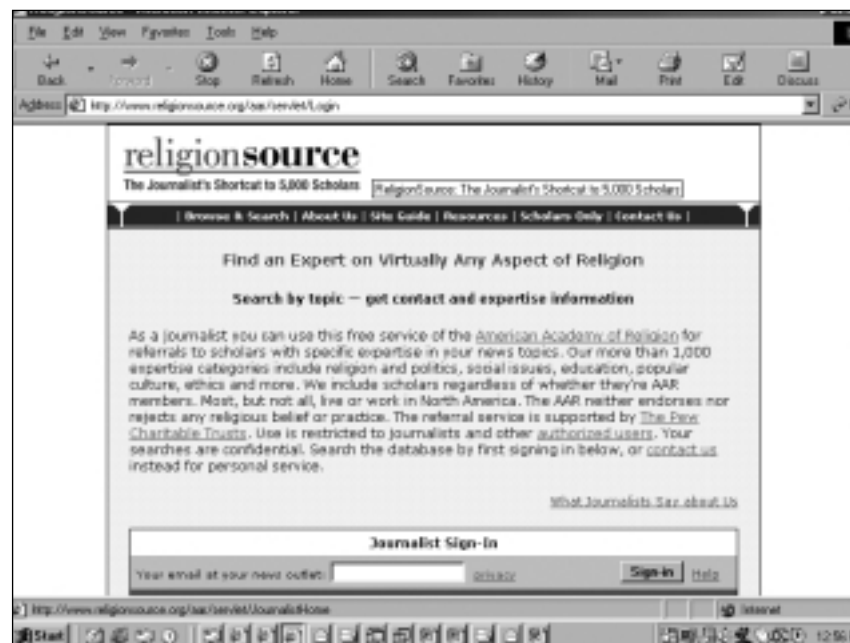 File Edit View Favorites Tools Help
Back Forward Stop Refresh Home Search Favorites History Mail Print Edit Discuss
Address http://www.religionsource.org/aar/servlet/Login
religionsource
The Journalist's Shortcut to 5,000 Scholars
ReligionSource: The Journalist's Shortcut to 5,000 Scholars
| Browse & Search | About Us | Site Guide | Resources | Scholars Only | Contact Us |
Find an Expert on Virtually Any Aspect of Religion
Search by topic — get contact and expertise information
As a journalist you can use this free service of the American Academy of Religion for
referrals to scholars with specific expertise in your news topics. Our more than 1,000
expertise categories include religion and politics, social issues, education, popular
culture, ethics and more. We include scholars regardless of whether they're AAR
members. Most, but not all, live or work in North America. The AAR neither endorses nor
rejects any religious belief or practice. The referral service is supported by The Pew
Charitable Trusts. Use is restricted to journalists and other authorized users. Your
searches are confidential. Search the database by first signing in below, or contact us
instead for personal service.
What Journalists Say about Us
Journalist Sign-In
Your email at your news outlet: privacy Sign-in Help
http://www.religionsource.org/aar/servlet/JournalistHome Internet
Start 12:56